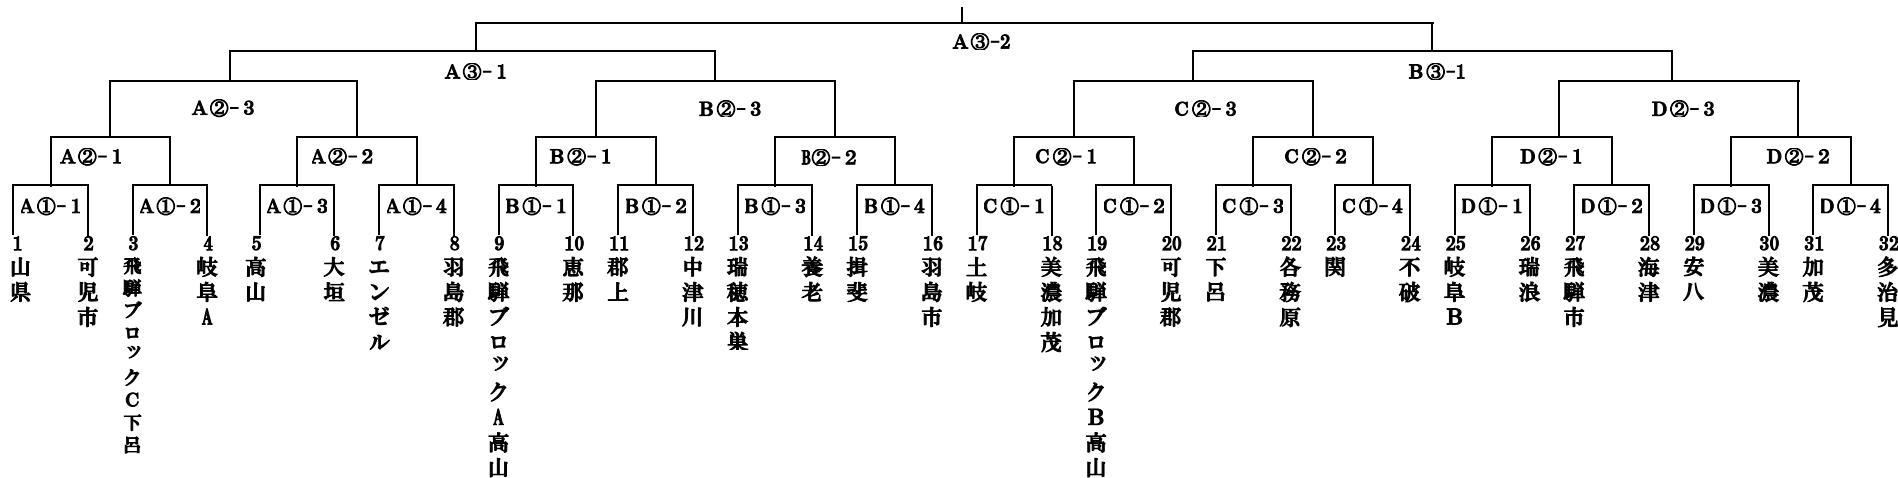 A③-2
A③-1
B③-1
A②-3
B②-3
C②-3
D②-3
A②-1
A②-2
B②-1
B②-2
C②-1
C②-2
D②-1
D②-2
A①-1
A①-2
A①-3
A①-4
B①-1
B①-2
B①-3
B①-4
C①-1
C①-2
C①-3
C①-4
D①-1
D①-2
D①-3
D①-4
1 山県
2 可児市
3 飛騨ブロックC下呂
4 岐阜A
5 高山
6 大垣
7 エンゼル
8 羽島郡
9 飛騨ブロックA高山
10 恵那
11 郡上
12 中津川
13 瑞穂本巣
14 養老
15 揖斐
16 羽島市
17 土岐
18 美濃加茂
19 飛騨ブロックB高山
20 可児郡
21 下呂
22 各務原
23 関
24 不破
25 岐阜B
26 瑞浪
27 飛騨市
28 海津
29 安八
30 美濃
31 加茂
32 多治見